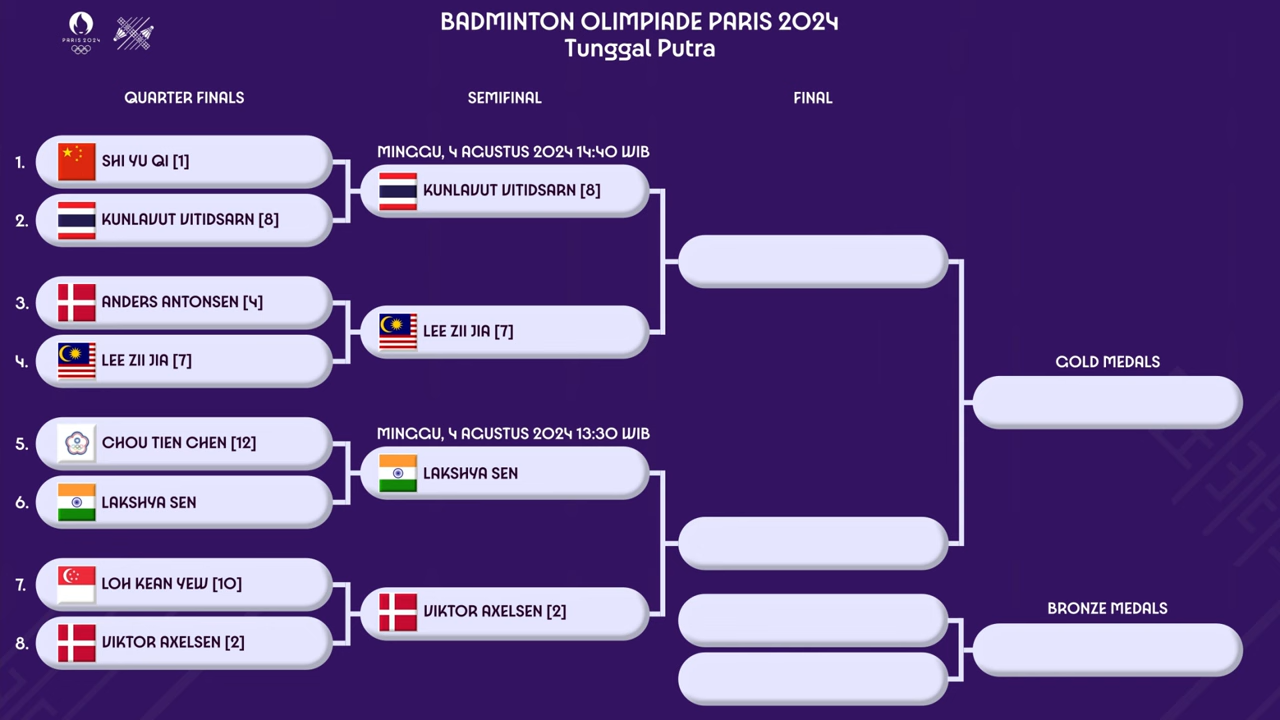 PARIS 2024
BADMINTON OLIMPIADE PARIS 2024
Tunggal Putra
QUARTER FINALS
SEMIFINAL
FINAL
1. SHI YU QI [1]
2. KUNLAVUT VITIDSARN [8]
3. ANDERS ANTONSEN [4]
4. LEE ZII JIA [7]
5. CHOU TIEN CHEN [12]
6. LAKSHYA SEN
7. LOH KEAN YEW [10]
8. VIKTOR AXELSEN [2]
MINGGU, 4 AGUSTUS 2024 14:40 WIB
KUNLAVUT VITIDSARN [8]
LEE ZII JIA [7]
MINGGU, 4 AGUSTUS 2024 13:30 WIB
LAKSHYA SEN
VIKTOR AXELSEN [2]
GOLD MEDALS
BRONZE MEDALS